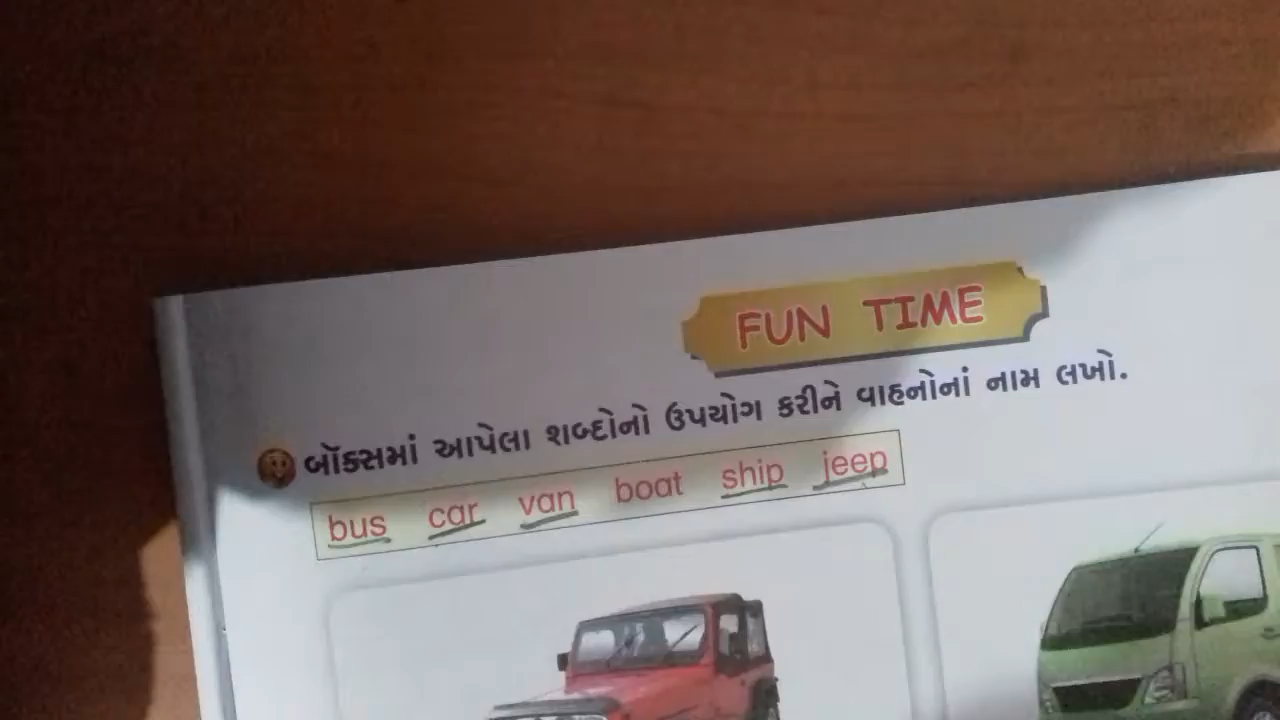 FUN TIME
બૉક્સમાં આપેલા શબ્દોનો ઉપયોગ કરીને વાહનોનાં નામ લખો.
bus car van boat ship jeep